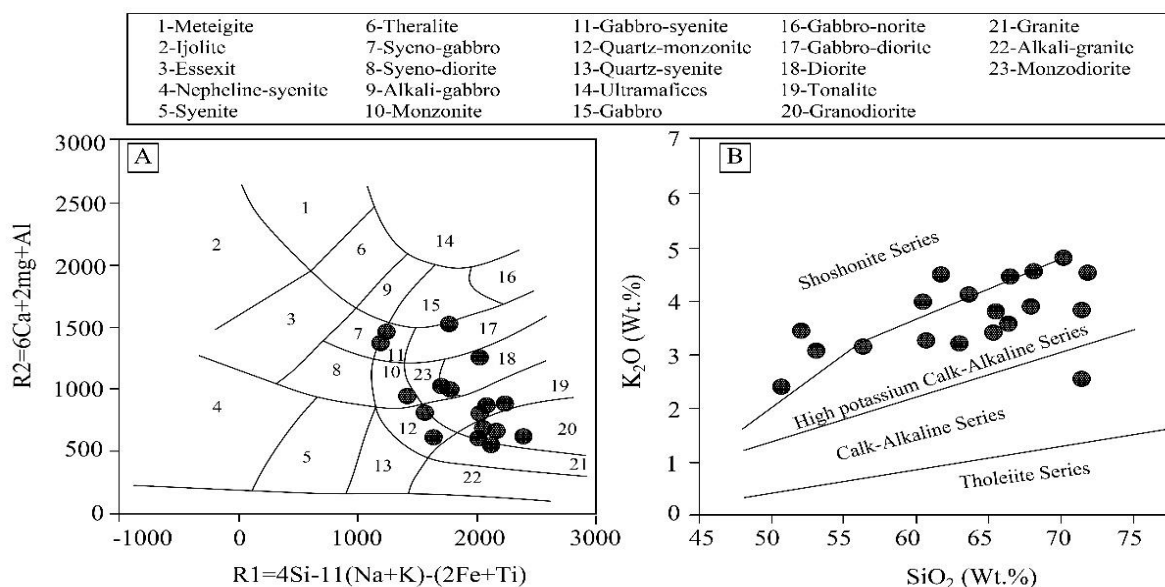 1-Meteigite 6-Theralite 11-Gabbro-syenite 16-Gabbro-norite 21-Granite
2-Ijolite 7-Syeno-gabbro 12-Quartz-monzonite 17-Gabbro-diorite 22-Alkali-granite
3-Essexit 8-Syeno-diorite 13-Quartz-syenite 18-Diorite 23-Monzodiorite
4-Nepheline-syenite 9-Alkali-gabbro 14-Ultramafices 19-Tonalite
5-Syenite 10-Monzonite 15-Gabbro 20-Granodiorite
A
R2=6Ca+2mg+Al
3000
2500
2000
1500
1000
500
0
1
2
6
14
9
16
15
3
7
17
11
18
8
10
23
19
4
12
20
5
13
21
22
-1000 0 1000 2000 3000
R1=4Si-11(Na+K)-(2Fe+Ti)
B
K2O (Wt.%)
7
6
5
4
3
2
1
0
Shoshonite Series
High potassium Calk-Alkaline Series
Calk-Alkaline Series
Tholeiite Series
45 50 55 60 65 70 75
SiO2 (Wt.%)